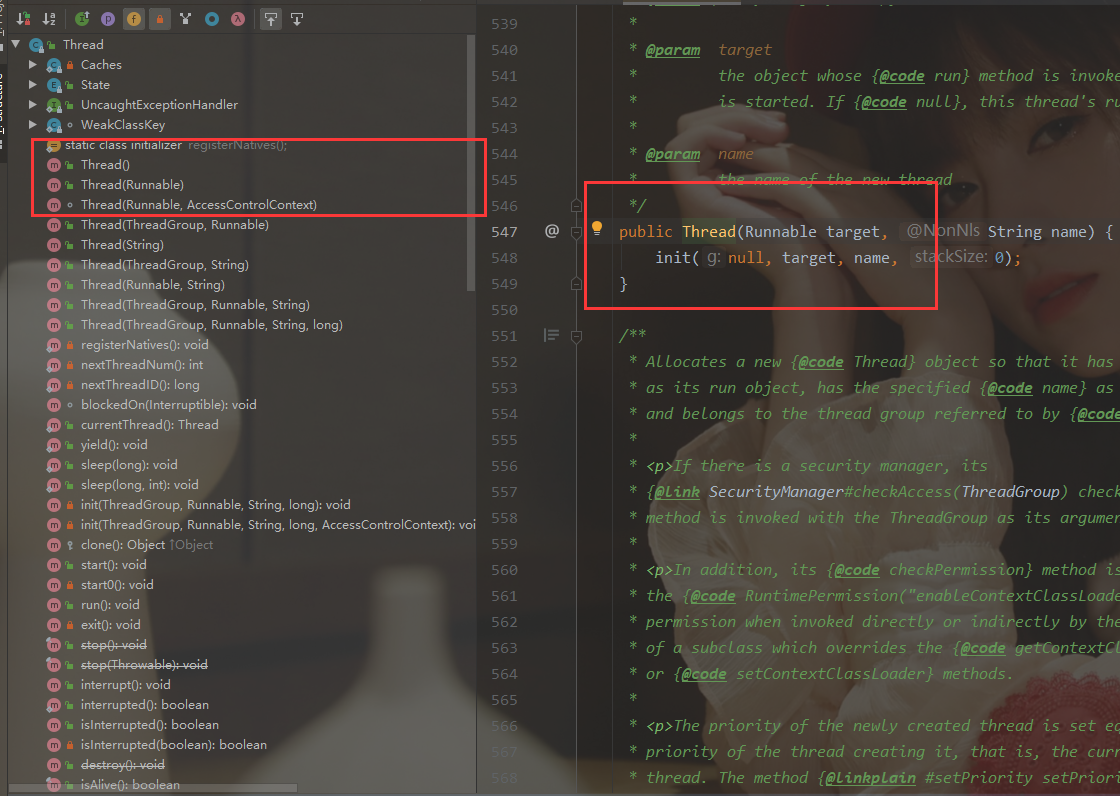 Thread
Caches
State
UncaughtExceptionHandler
WeakClassKey
static class initializer registerNatives();
Thread()
Thread(Runnable)
Thread(Runnable, AccessControlContext)
Thread(ThreadGroup, Runnable)
Thread(String)
Thread(ThreadGroup, String)
Thread(Runnable, String)
Thread(ThreadGroup, Runnable, String)
Thread(ThreadGroup, Runnable, String, long)
registerNatives(): void
nextThreadNum(): int
nextThreadID(): long
blockedOn(Interruptible): void
currentThread(): Thread
yield(): void
sleep(long): void
sleep(long, int): void
init(ThreadGroup, Runnable, String, long): void
init(ThreadGroup, Runnable, String, long, AccessControlContext): voi
clone(): Object ↑Object
start(): void
start0(): void
run(): void
exit(): void
stop(): void
stop(Throwable): void
interrupt(): void
interrupted(): boolean
isInterrupted(): boolean
isInterrupted(boolean): boolean
destroy(): void
isAlive(): boolean
539 *
540 * @param target
541 * the object whose {@code run} method is invoke
542 * is started. If {@code null}, this thread's ru
543 *
544 * @param name
545 * the name of the new thread
546 */
547 @ public Thread(Runnable target, @NonNls String name) {
548 init( g: null, target, name, stackSize: 0);
549 }
550
551 /**
552 * Allocates a new {@code Thread} object so that it has
553 * as its run object, has the specified {@code name} as
554 * and belongs to the thread group referred to by {@code
555 *
556 * <p>If there is a security manager, its
557 * {@link SecurityManager#checkAccess(ThreadGroup) check
558 * method is invoked with the ThreadGroup as its argumen
559 *
560 * <p>In addition, its {@code checkPermission} method is
561 * the {@code RuntimePermission("enableContextClassLoade
562 * permission when invoked directly or indirectly by the
563 * of a subclass which overrides the {@code getContextCl
564 * or {@code setContextClassLoader} methods.
565 *
566 * <p>The priority of the newly created thread is set eq
567 * priority of the thread creating it, that is, the curr
568 * thread. The method {@linkplain #setPriority setPriori